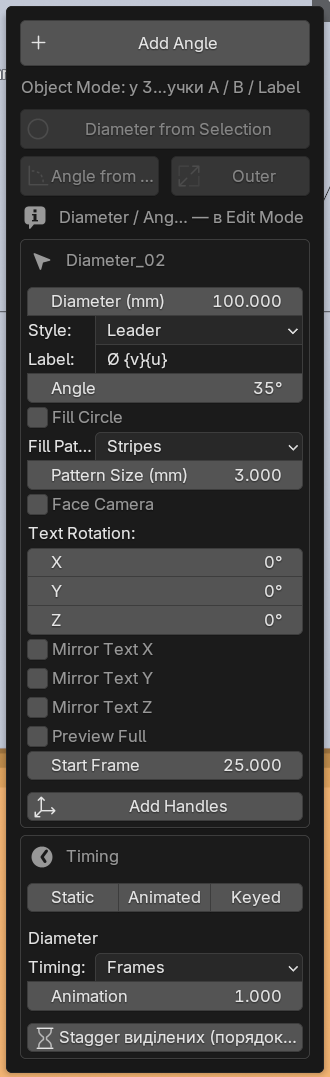 Add Angle
Object Mode: у 3...учки A / B / Label
Diameter from Selection
Angle from ...
Outer
Diameter / Ang... — в Edit Mode
Diameter_02
Diameter (mm) 100.000
Style: Leader
Label: Ø {v}{u}
Angle 35°
Fill Circle
Fill Pat... Stripes
Pattern Size (mm) 3.000
Face Camera
Text Rotation:
X 0°
Y 0°
Z 0°
Mirror Text X
Mirror Text Y
Mirror Text Z
Preview Full
Start Frame 25.000
Add Handles
Timing
Static Animated Keyed
Diameter
Timing: Frames
Animation 1.000
Stagger виділених (порядок...